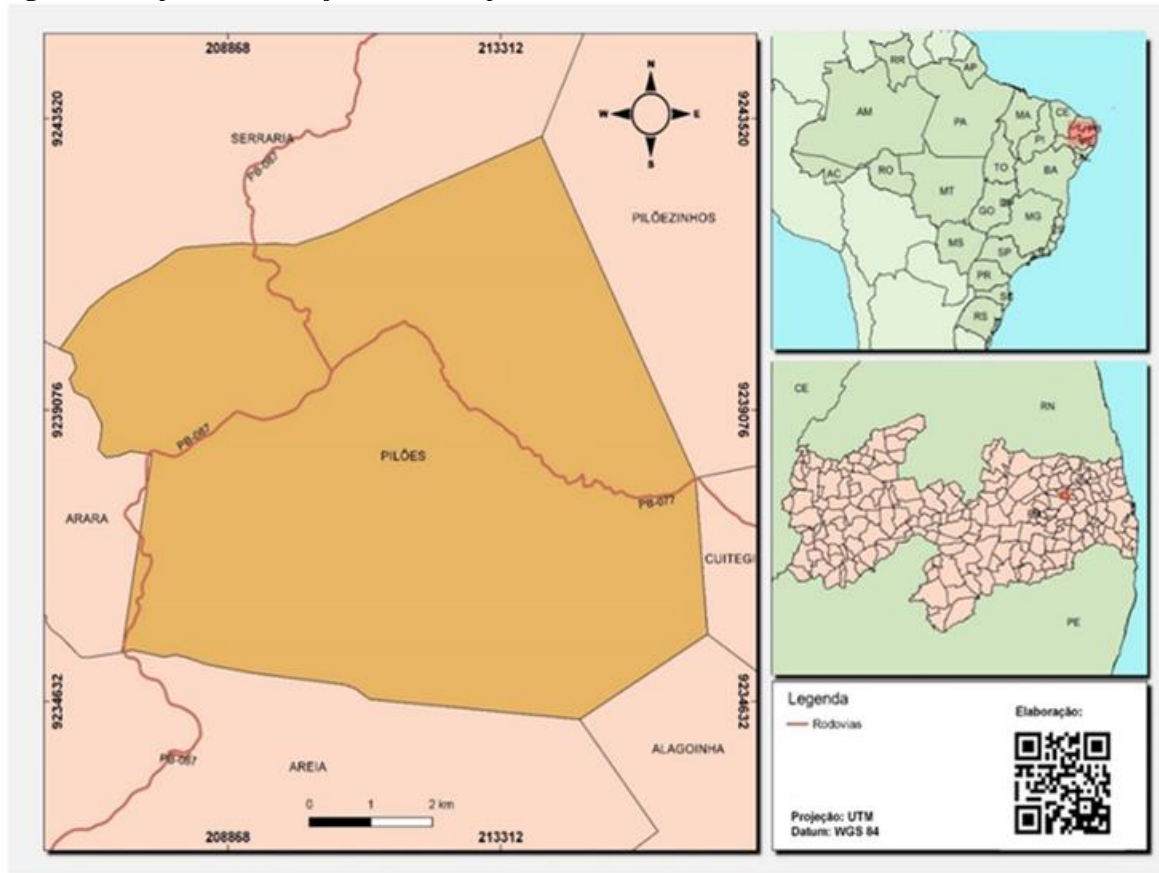 208868
213312
9243520
9243520
N
W
E
S
SERRARIA
PB-087
PILÕEZINHOS
9239076
9239076
PB-087
PILÕES
PB-077
ARARA
CUITEGI
9234632
9234632
PB-087
AREIA
ALAGOINHA
0 1 2 km
208868
213312
RR
AP
AM
PA
MA
CE
PI
AC
RO
TO
BA
MT
GO
MG
MS
SP
PR
RS
CE
RN
PE
Legenda
Rodovias
Elaboração:
Projeção: UTM
Datum: WGS 84